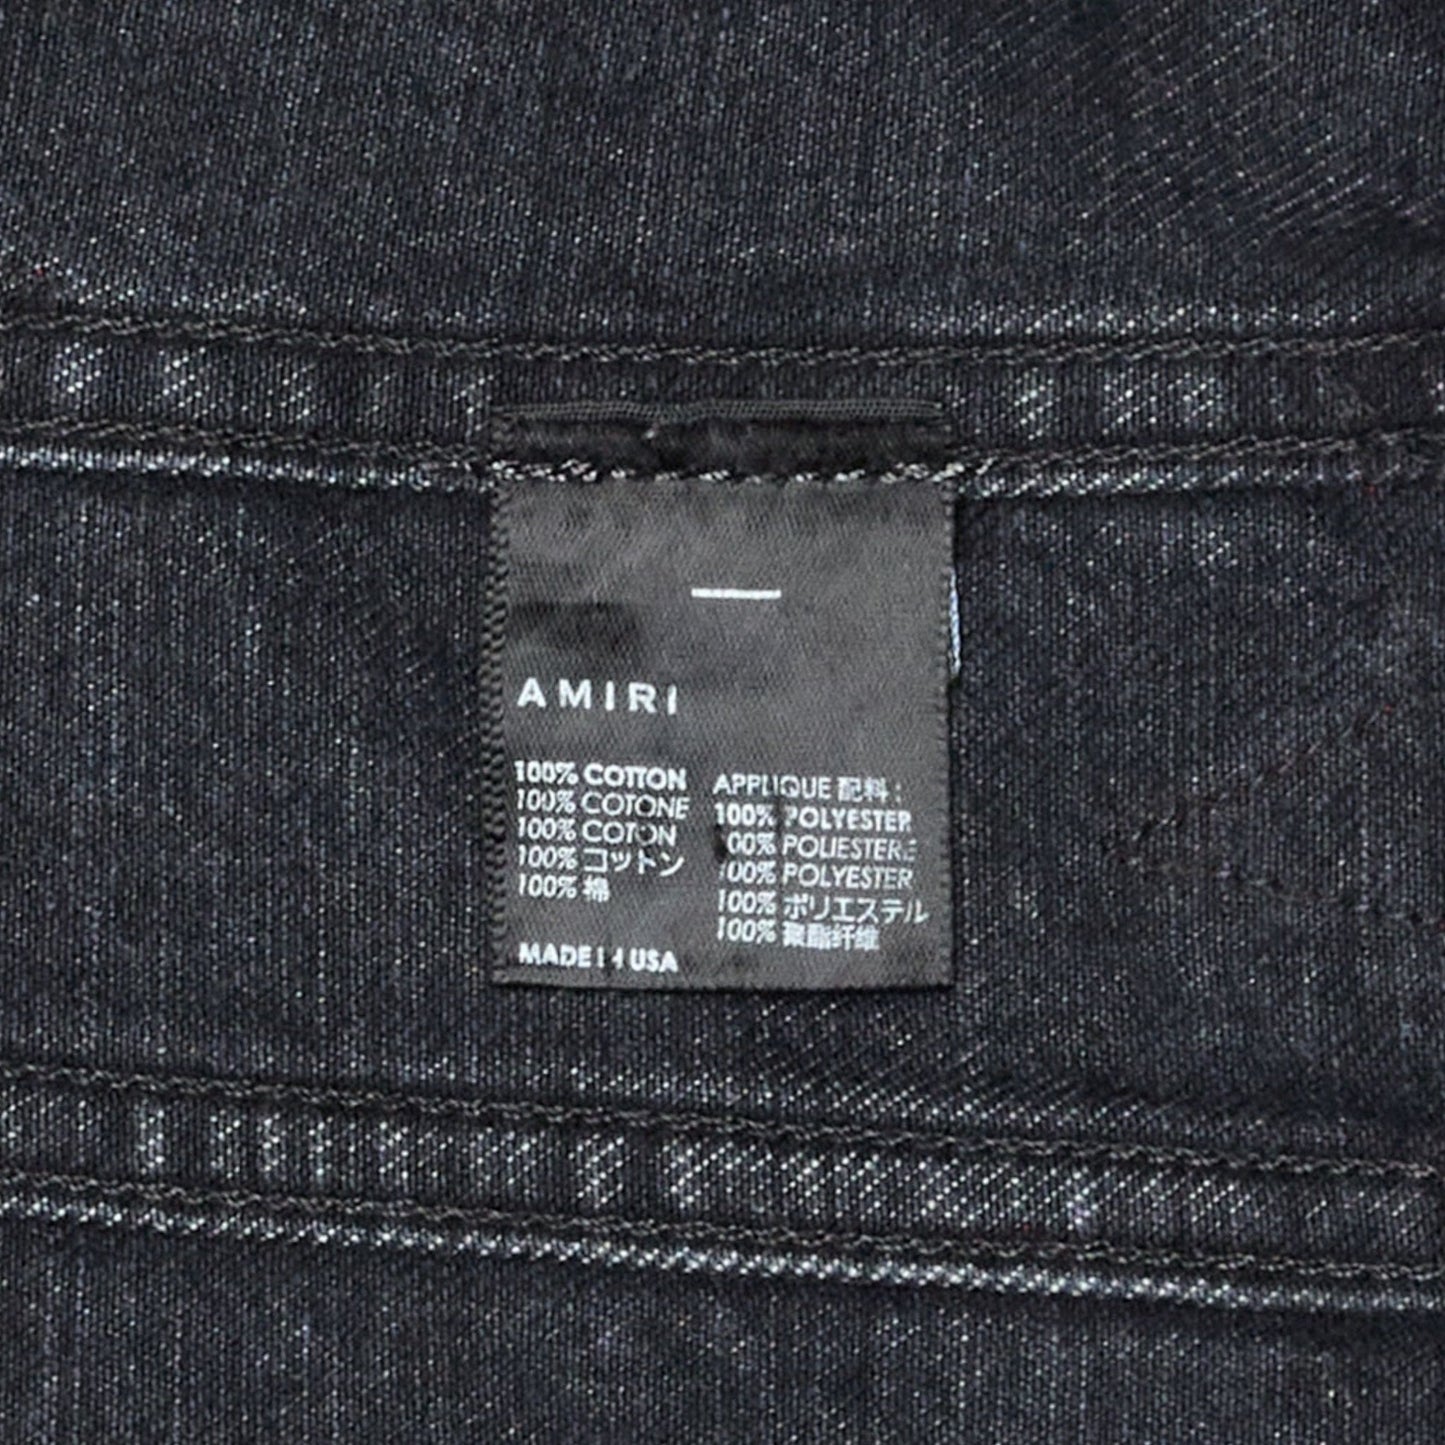 AMIRI
100% COTTON
100% COTONE
100% COTON
100% コットン
100% 棉
MADE IN USA
APPLIQUE 配料:
100% POLYESTER
100% POLIESTERE
100% POLYESTER
100% ポリエステル
100% 聚酯纤维